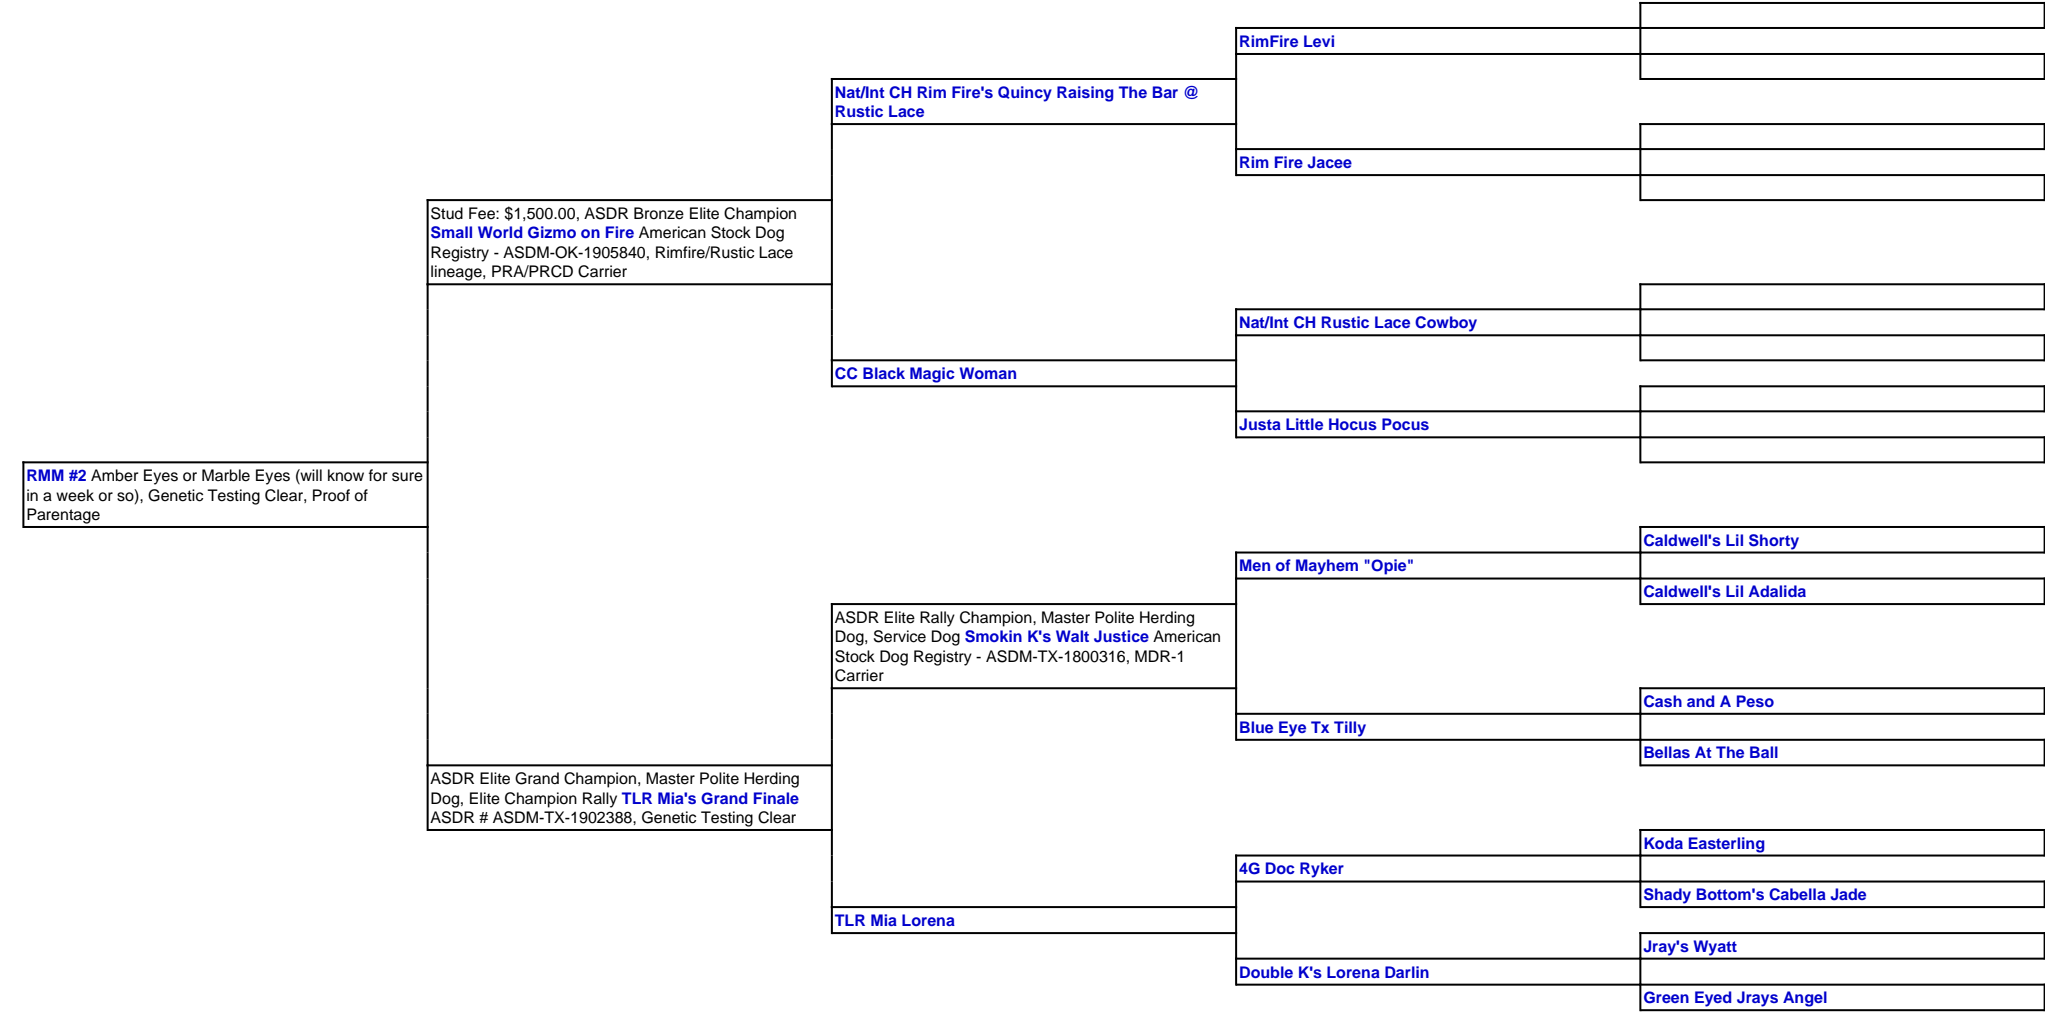 RimFire Levi
Nat/Int CH Rim Fire's Quincy Raising The Bar @
Rustic Lace
Rim Fire Jacee
Stud Fee: $1,500.00, ASDR Bronze Elite Champion
Small World Gizmo on Fire American Stock Dog
Registry - ASDM-OK-1905840, Rimfire/Rustic Lace
lineage, PRA/PRCD Carrier
Nat/Int CH Rustic Lace Cowboy
CC Black Magic Woman
Justa Little Hocus Pocus
RMM #2 Amber Eyes or Marble Eyes (will know for sure
in a week or so), Genetic Testing Clear, Proof of
Parentage
Caldwell's Lil Shorty
Men of Mayhem "Opie"
Caldwell's Lil Adalida
ASDR Elite Rally Champion, Master Polite Herding
Dog, Service Dog Smokin K's Walt Justice American
Stock Dog Registry - ASDM-TX-1800316, MDR-1
Carrier
Cash and A Peso
Blue Eye Tx Tilly
Bellas At The Ball
ASDR Elite Grand Champion, Master Polite Herding
Dog, Elite Champion Rally TLR Mia's Grand Finale
ASDR # ASDM-TX-1902388, Genetic Testing Clear
Koda Easterling
4G Doc Ryker
Shady Bottom's Cabella Jade
TLR Mia Lorena
Jray's Wyatt
Double K's Lorena Darlin
Green Eyed Jrays Angel